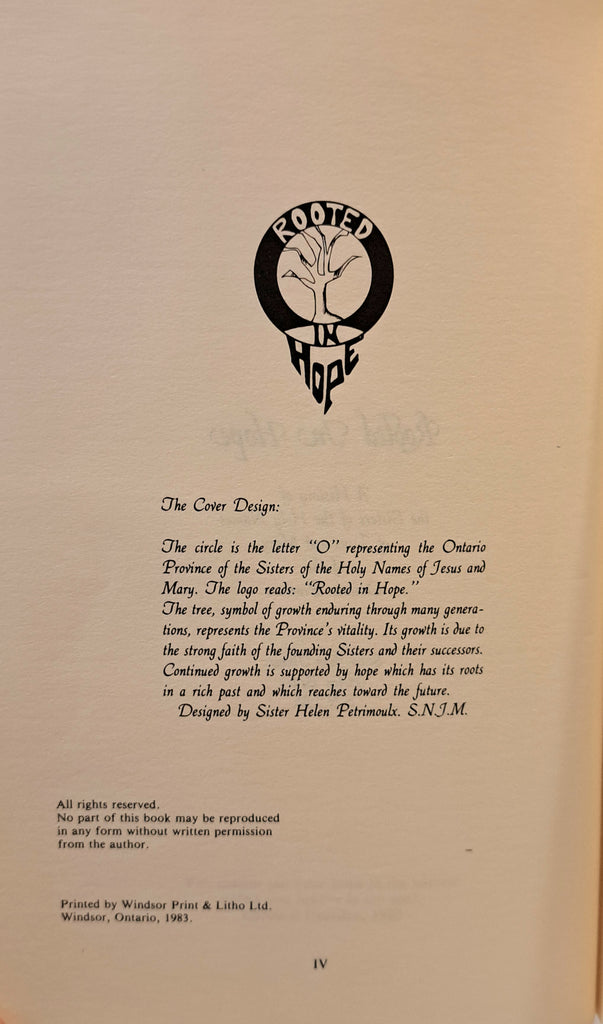 ROOTED
IN
HOPE
The Cover Design:
The circle is the letter "O" representing the Ontario
Province of the Sisters of the Holy Names of Jesus and
Mary. The logo reads: "Rooted in Hope."
The tree, symbol of growth enduring through many genera-
tions, represents the Province's vitality. Its growth is due to
the strong faith of the founding Sisters and their successors.
Continued growth is supported by hope which has its roots
in a rich past and which reaches toward the future.
Designed by Sister Helen Petrimoulx. S.N.J.M.
All rights reserved.
No part of this book may be reproduced
in any form without written permission
from the author.
Printed by Windsor Print & Litho Ltd.
Windsor, Ontario, 1983.
IV